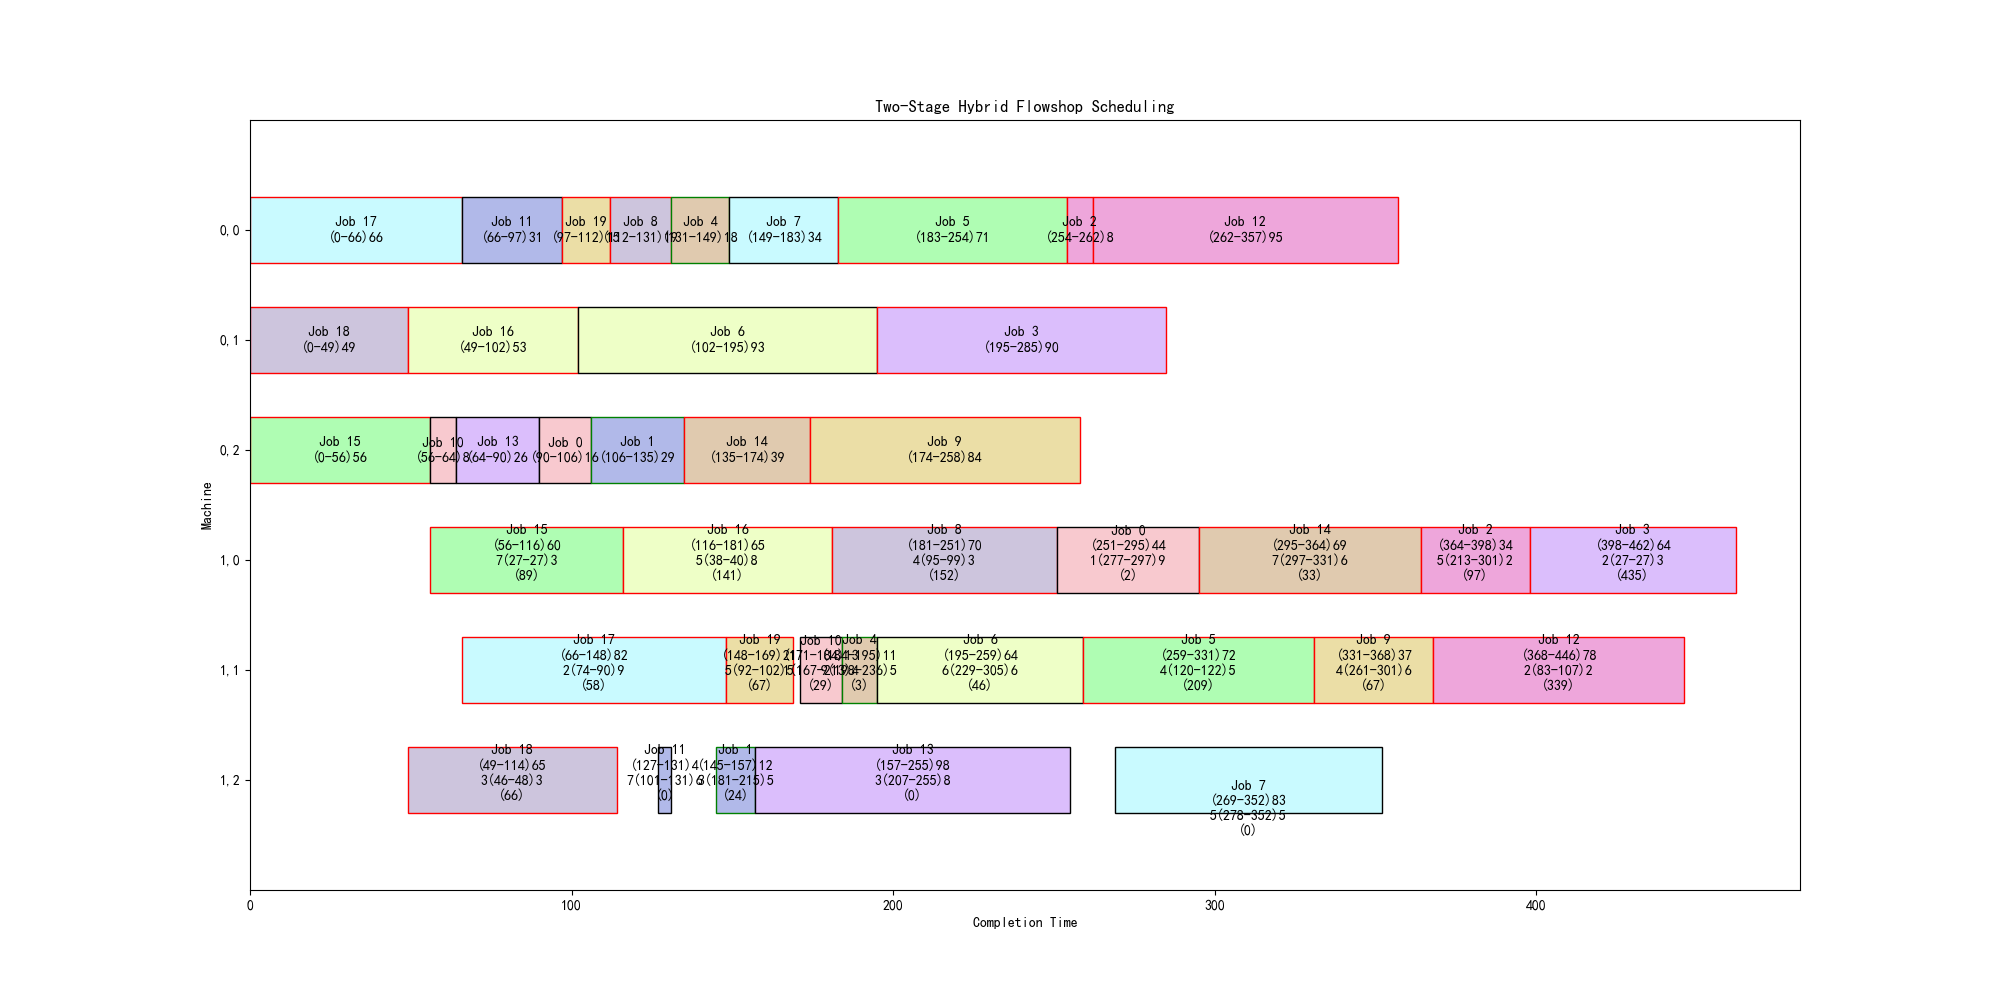 Two-Stage Hybrid Flowshop Scheduling
Machine
0,0
Job 17
(0-66)66
Job 11
(66-97)31
Job 19
(97-112)15
Job 8
(112-131)19
Job 4
(131-149)18
Job 7
(149-183)34
Job 5
(183-254)71
Job 2
(254-262)8
Job 12
(262-357)95
0,1
Job 18
(0-49)49
Job 16
(49-102)53
Job 6
(102-195)93
Job 3
(195-285)90
0,2
Job 15
(0-56)56
Job 10
(56-64)8
Job 13
(64-90)26
Job 0
(90-106)16
Job 1
(106-135)29
Job 14
(135-174)39
Job 9
(174-258)84
1,0
Job 15
(56-116)60
7(27-27)3
(89)
Job 16
(116-181)65
5(38-40)8
(141)
Job 8
(181-251)70
4(95-99)3
(152)
Job 0
(251-295)44
1(277-297)9
(2)
Job 14
(295-364)69
7(297-331)6
(33)
Job 2
(364-398)34
5(213-301)2
(97)
Job 3
(398-462)64
2(27-27)3
(435)
1,1
Job 17
(66-148)82
2(74-90)9
(58)
Job 19
(148-169)21
5(92-102)5
(67)
Job 10
(171-184)13
(29)
Job 4
(184-195)11
(3)
Job 6
(195-259)64
6(229-305)6
(46)
Job 5
(259-331)72
4(120-122)5
(209)
Job 9
(331-368)37
4(261-301)6
(67)
Job 12
(368-446)78
2(83-107)2
(339)
1,2
Job 18
(49-114)65
3(46-48)3
(66)
Job 11
(127-131)4
7(101-131)6
(0)
Job 1
(145-157)12
3(181-215)5
(24)
Job 13
(157-255)98
3(207-255)8
(0)
Job 7
(269-352)83
5(278-352)5
(0)
0
100
200
300
400
Completion Time